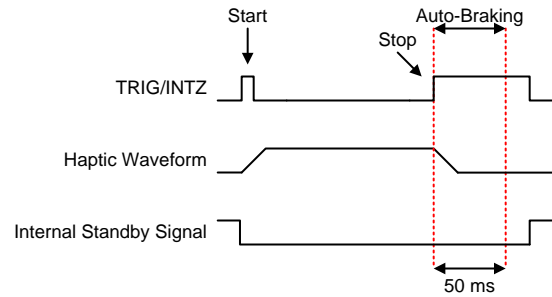 Start
Auto-Braking
Stop
TRIG/INTZ
Haptic Waveform
Internal Standby Signal
50 ms